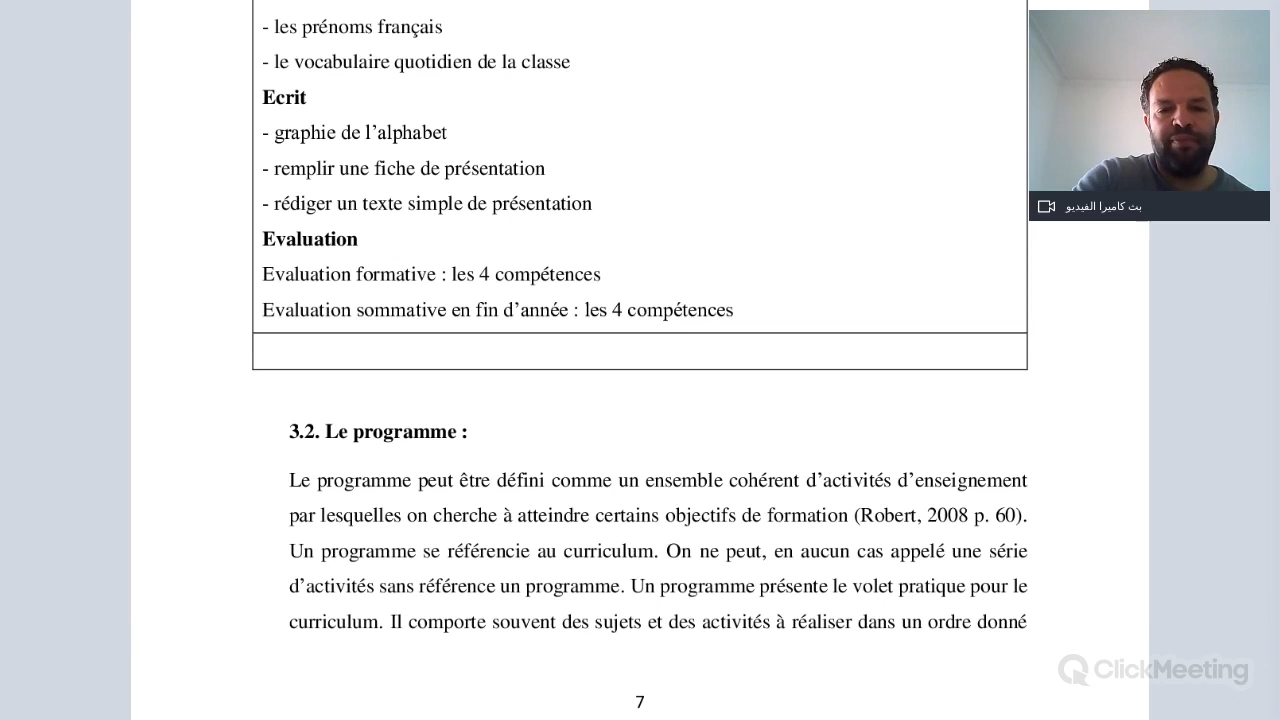 - les prénoms français
- le vocabulaire quotidien de la classe
Ecrit
- graphie de l’alphabet
- remplir une fiche de présentation
- rédiger un texte simple de présentation
Evaluation
Evaluation formative : les 4 compétences
Evaluation sommative en fin d’année : les 4 compétences
بث كاميرا الفيديو
3.2. Le programme :
Le programme peut être défini comme un ensemble cohérent d’activités d’enseignement
par lesquelles on cherche à atteindre certains objectifs de formation (Robert, 2008 p. 60).
Un programme se référencie au curriculum. On ne peut, en aucun cas appelé une série
d’activités sans référence un programme. Un programme présente le volet pratique pour le
curriculum. Il comporte souvent des sujets et des activités à réaliser dans un ordre donné
ClickMeeting
7